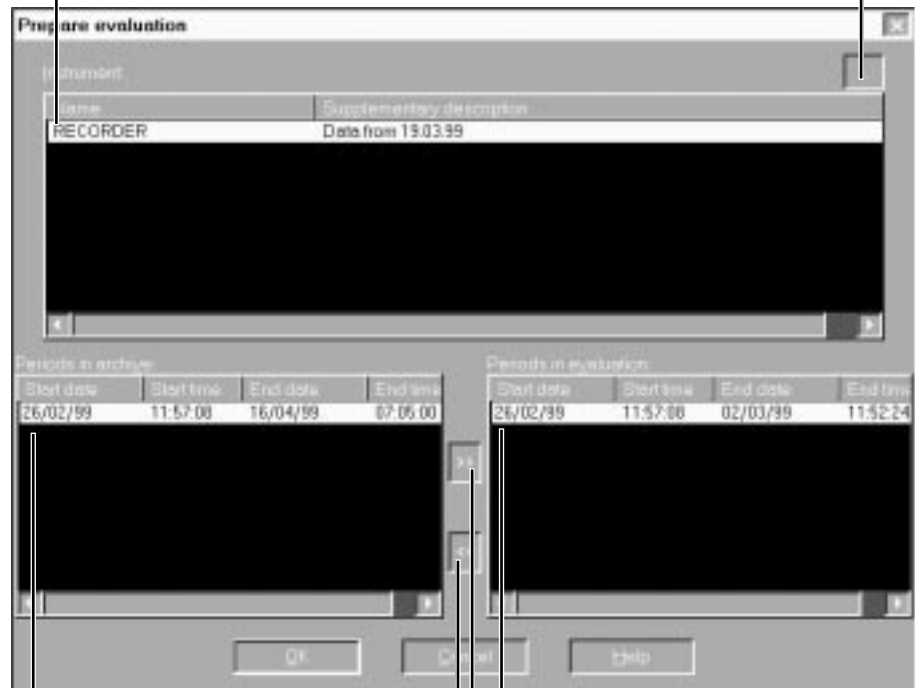 Prepare evaluation
Instrument
Name Supplementary description
RECORDER Data from 19.03.99
Periods in archive: Periods in evaluation:
Start date Start time End date End time Start date Start time End date End time
26/02/99 11:57:08 16/04/99 07:05:00 26/02/99 11:57:08 02/03/99 11:52:24
>>
<<
OK Cancel Help